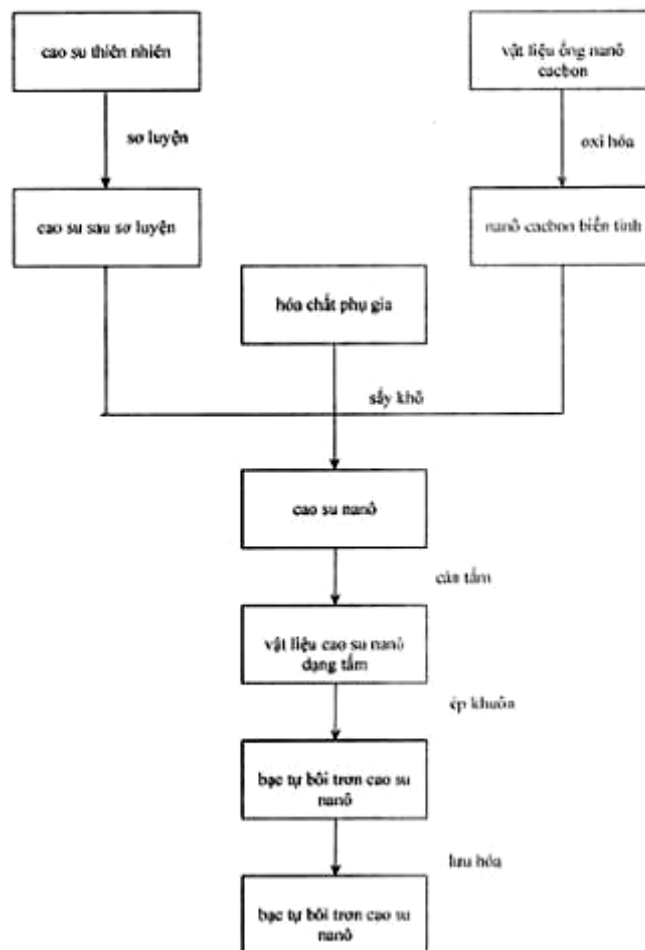 cao su thiên nhiên
vật liệu ống nanô
cacbon
sơ luyện
oxi hóa
cao su sau sơ luyện
nanô cacbon biến tính
hóa chất phụ gia
sấy khô
cao su nanô
cán tấm
vật liệu cao su nanô
dạng tấm
ép khuôn
bạc tự bôi trơn cao su
nanô
lưu hóa
bạc tự bôi trơn cao su
nanô